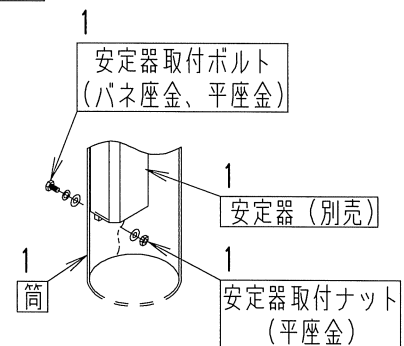 1
安定器取付ボルト
(バネ座金、平座金)
1
安定器(別売)
1
筒
1
安定器取付ナット
(平座金)